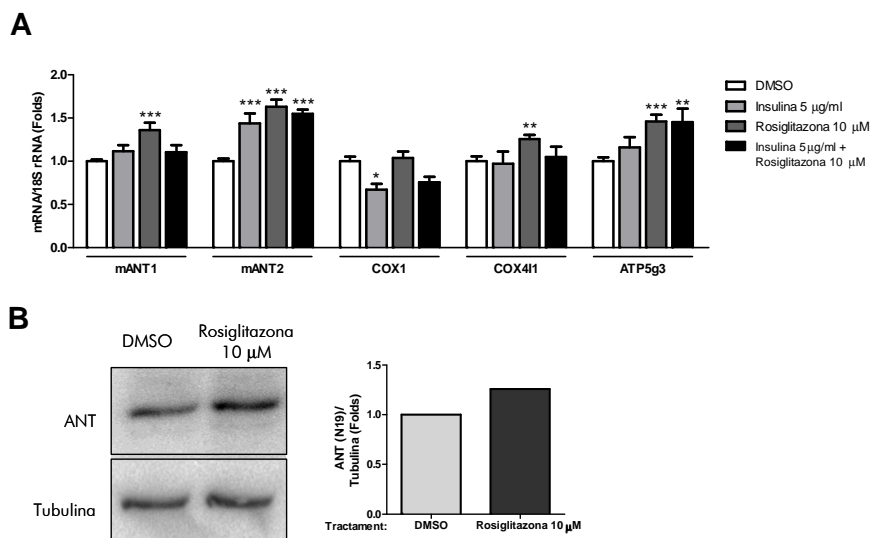 A
mRNA/18S rRNA (Folds)
2.0
1.5
1.0
0.5
0.0
***
*** *** ***
*
**
*** **
mANT1 mANT2 COX1 COX4I1 ATP5g3
DMSO
Insulina 5 µg/ml
Rosiglitazona 10 µM
Insulina 5µg/ml +
Rosiglitazona 10 µM
B
DMSO Rosiglitazona
10 µM
ANT
Tubulina
ANT (N19)/
Tubulina (Folds)
1.5
1.0
0.5
0.0
Tractament: DMSO Rosiglitazona 10 µM